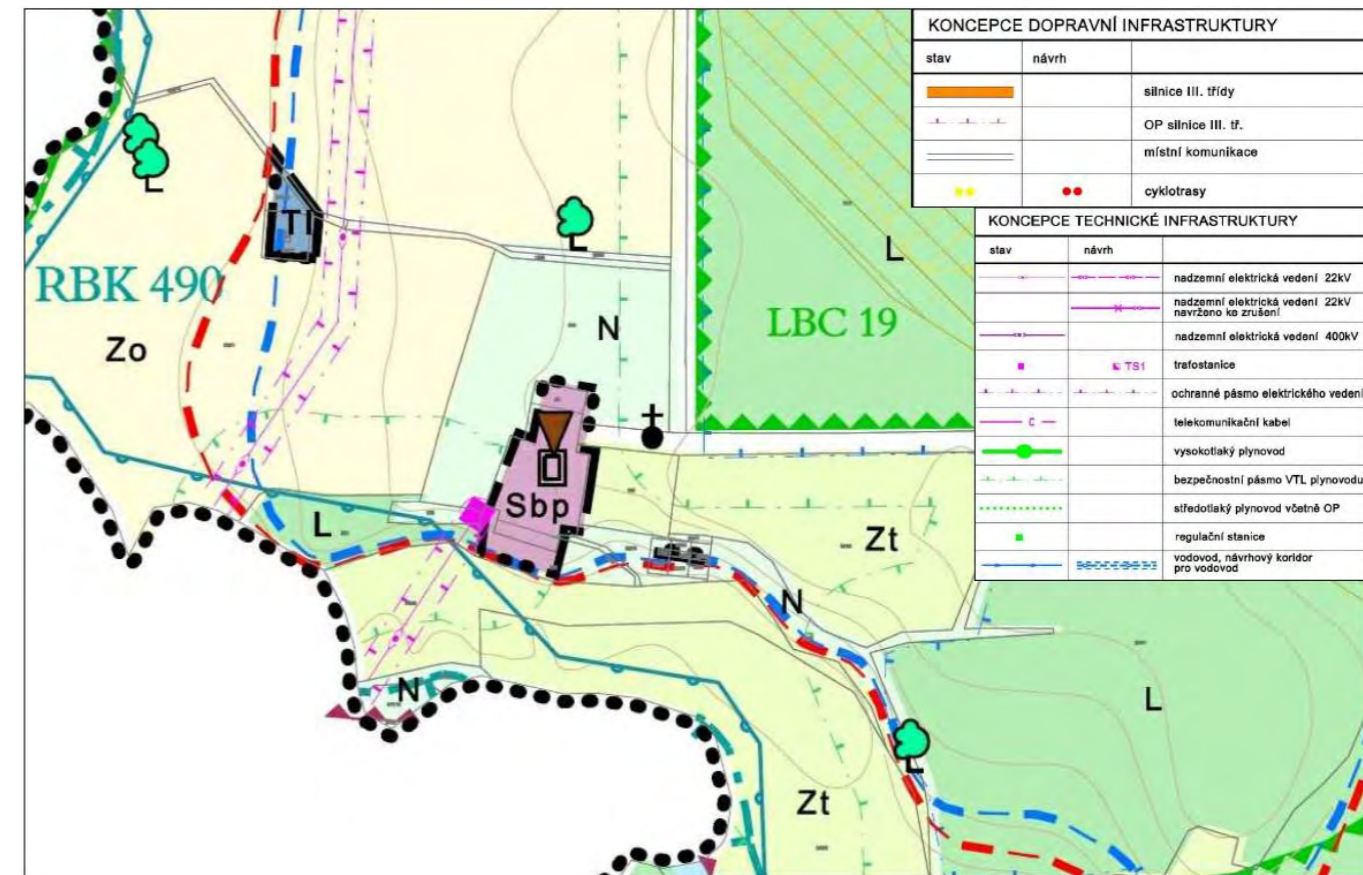 KONCEPCE DOPRAVNÍ INFRASTRUKTURY
stav návrh
silnice III. třídy
OP silnice III. tř.
místní komunikace
cyklotrasy
KONCEPCE TECHNICKÉ INFRASTRUKTURY
stav návrh
nadzemní elektrická vedení 22kV
nadzemní elektrická vedení 22kV
navrženo ke zrušení
nadzemní elektrická vedení 400kV
TS1 trafostanice
ochranné pásmo elektrického vedení
C telekomunikační kabel
vysokotlaký plynovod
bezpečnostní pásmo VTL plynovodu
středotlaký plynovod včetně OP
regulační stanice
vodovod, návrhový koridor
pro vodovod
L
TI
L
L
RBK 490
LBC 19
N
Zo
Sbp
L
Zt
N
N
L
L
Zt